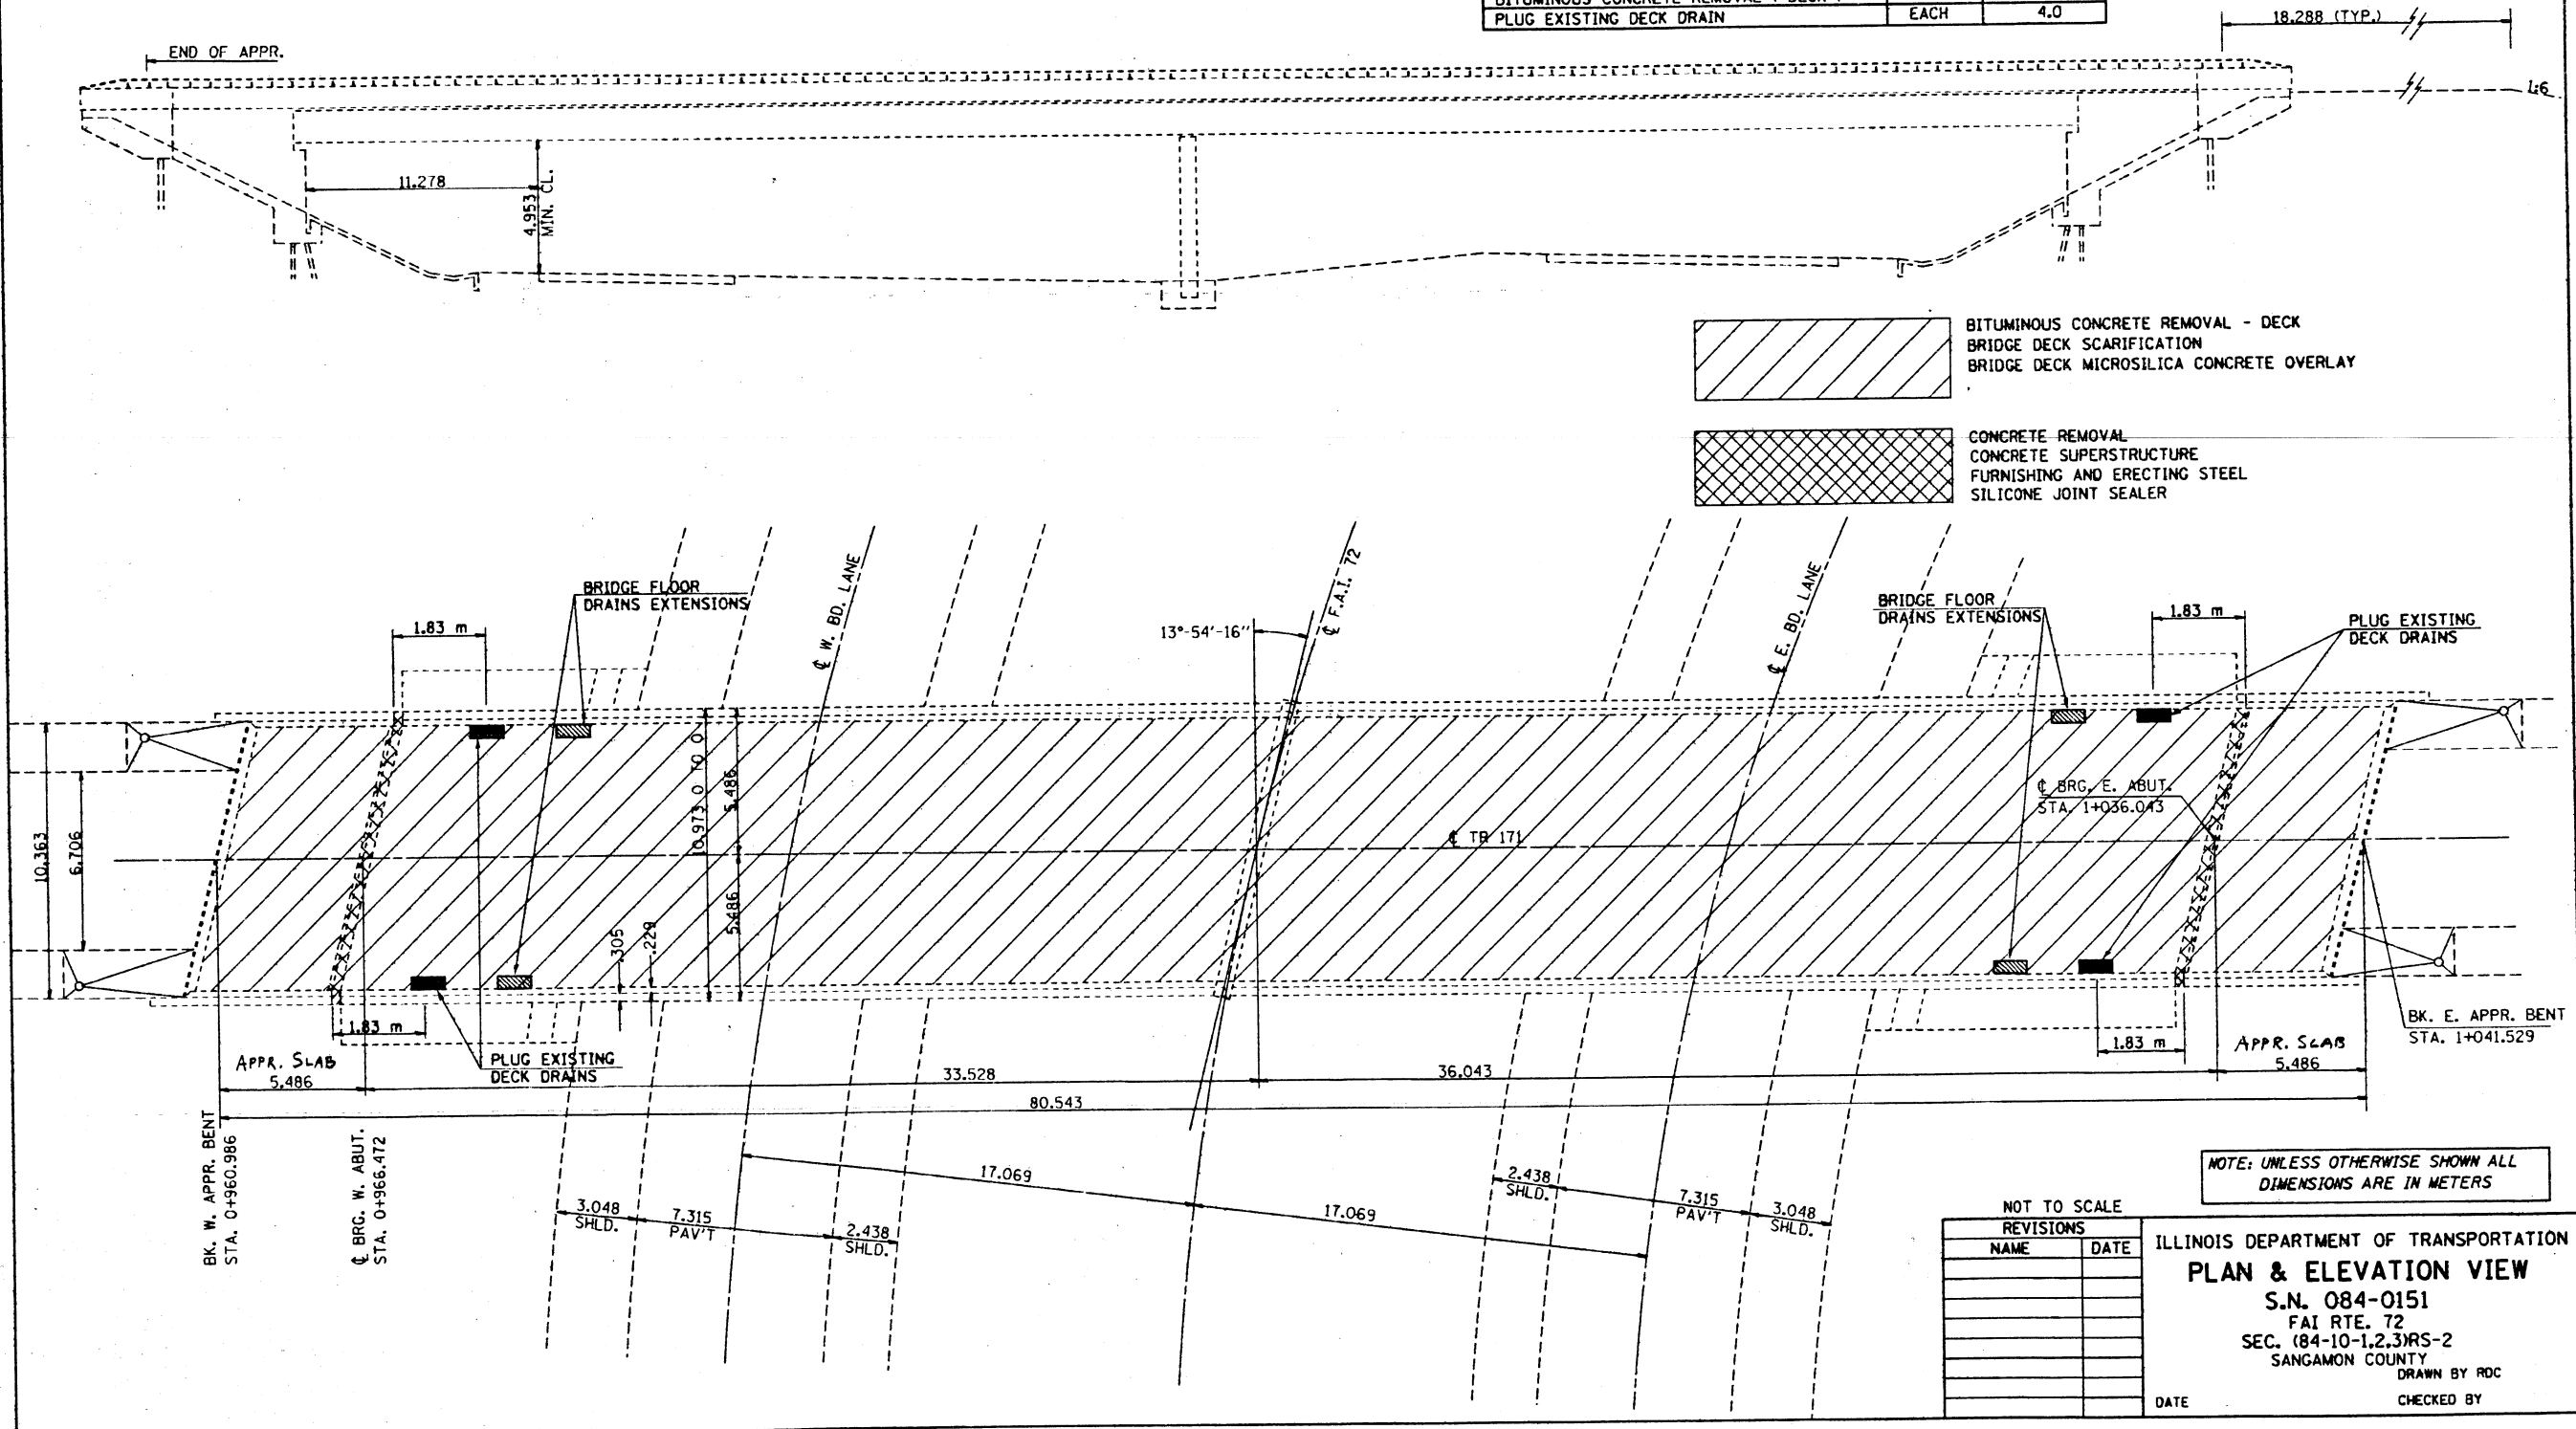 BITUMINOUS CONCRETE REMOVAL - DECK
PLUG EXISTING DECK DRAIN EACH 4.0
18.288 (TYP.)
END OF APPR.
1:6
11.278
4.953
MIN. CL.
BITUMINOUS CONCRETE REMOVAL - DECK
BRIDGE DECK SCARIFICATION
BRIDGE DECK MICROSILICA CONCRETE OVERLAY
CONCRETE REMOVAL
CONCRETE SUPERSTRUCTURE
FURNISHING AND ERECTING STEEL
SILICONE JOINT SEALER
BRIDGE FLOOR
DRAINS EXTENSIONS
1.83 m
℄ W. BD. LANE
13°-54'-16"
℄ F.A.I. 72
℄ E. BD. LANE
BRIDGE FLOOR
DRAINS EXTENSIONS
1.83 m
PLUG EXISTING
DECK DRAINS
10.363
6.706
10.973 O TO O
5.486
5.486
.305
.229
℄ TR 171
℄ BRG. E. ABUT.
STA. 1+036.043
1.83 m
PLUG EXISTING
DECK DRAINS
1.83 m
BK. E. APPR. BENT
STA. 1+041.529
APPR. SLAB
5.486
33.528
36.043
APPR. SLAB
5.486
80.543
BK. W. APPR. BENT
STA. 0+960.986
℄ BRG. W. ABUT.
STA. 0+966.472
17.069
17.069
3.048
SHLD.
7.315
PAV'T
2.438
SHLD.
2.438
SHLD.
7.315
PAV'T
3.048
SHLD.
NOTE: UNLESS OTHERWISE SHOWN ALL
DIMENSIONS ARE IN METERS
NOT TO SCALE
REVISIONS
NAME DATE
ILLINOIS DEPARTMENT OF TRANSPORTATION
PLAN & ELEVATION VIEW
S.N. 084-0151
FAI RTE. 72
SEC. (84-10-1,2,3)RS-2
SANGAMON COUNTY
DRAWN BY RDC
DATE CHECKED BY